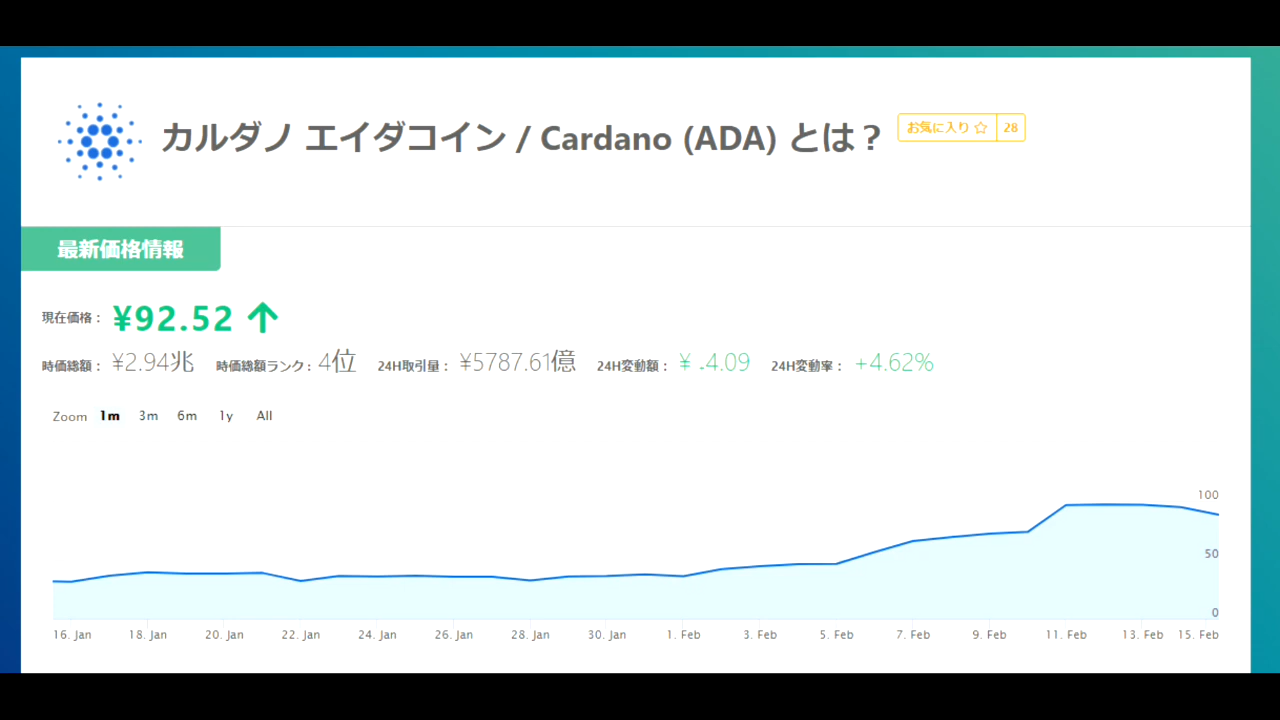 カルダノ エイダコイン / Cardano (ADA) とは？ お気に入り ☆ 28
最新価格情報
現在価格： ¥92.52 ↑
時価総額： ¥2.94兆 時価総額ランク： 4位 24H取引量： ¥5787.61億 24H変動額： ¥ .4.09 24H変動率： +4.62%
Zoom 1m 3m 6m 1y All
100
50
0
16. Jan 18. Jan 20. Jan 22. Jan 24. Jan 26. Jan 28. Jan 30. Jan 1. Feb 3. Feb 5. Feb 7. Feb 9. Feb 11. Feb 13. Feb 15. Feb